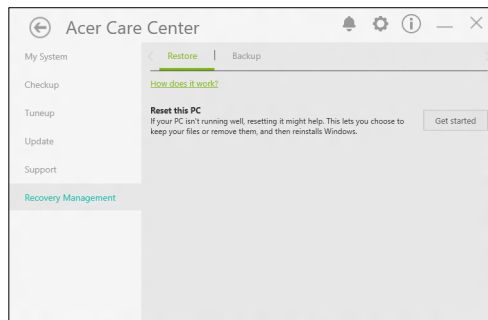 Acer Care Center
My System
Restore
Backup
Checkup
How does it work?
Tuneup
Reset this PC
If your PC isn't running well, resetting it might help. This lets you choose to
keep your files or remove them, and then reinstalls Windows.
Get started
Update
Support
Recovery Management